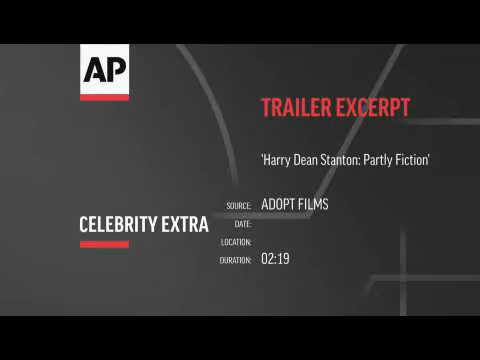 AP
TRAILER EXCERPT
'Harry Dean Stanton: Partly Fiction'
CELEBRITY EXTRA
SOURCE: ADOPT FILMS
DATE:
LOCATION:
DURATION: 02:19